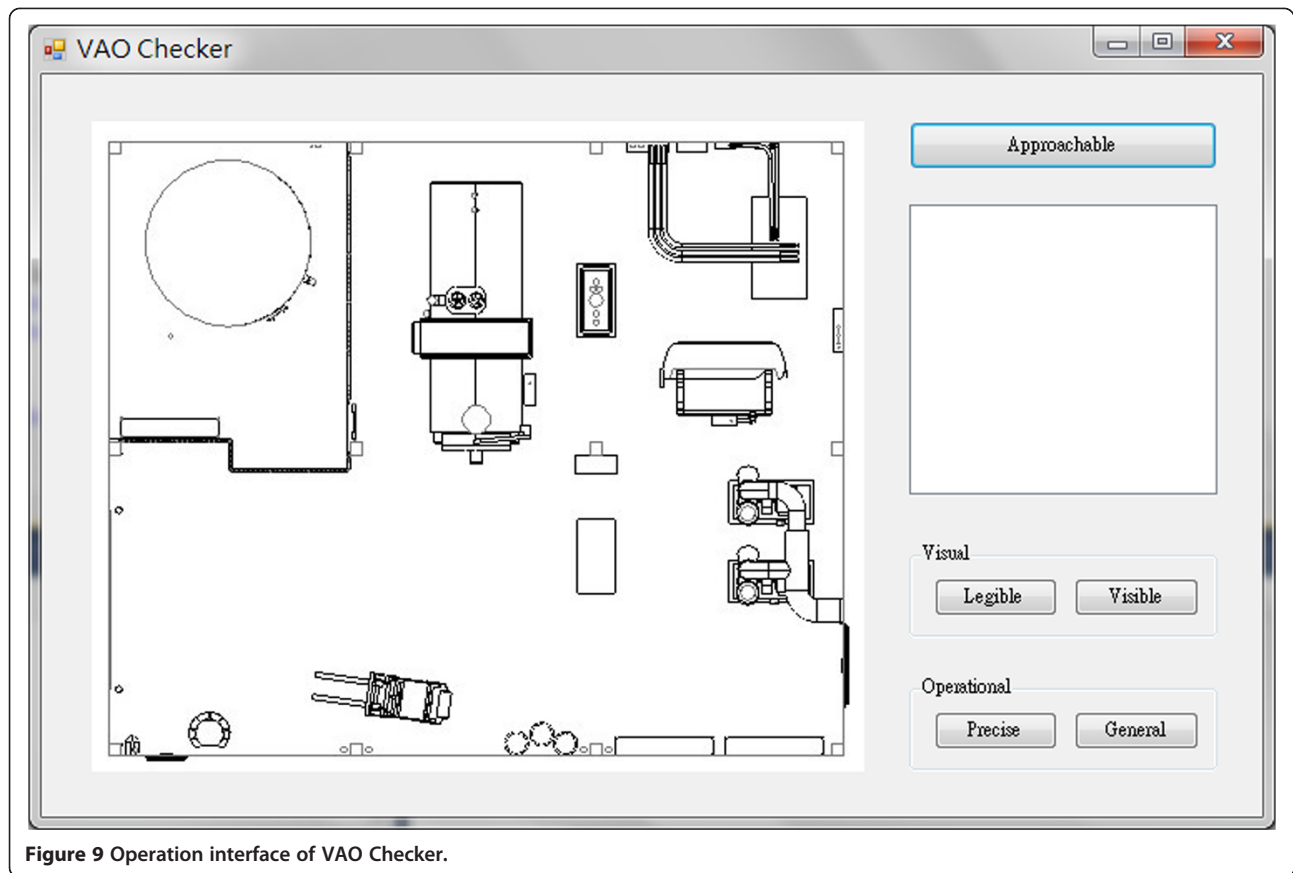 VAO Checker
Approachable
Visual
Legible
Visible
Operational
Precise
General
Figure 9 Operation interface of VAO Checker.